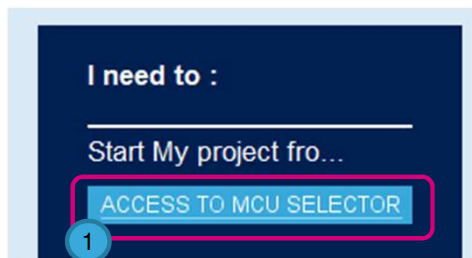 I need to :
Start My project fro...
ACCESS TO MCU SELECTOR
1